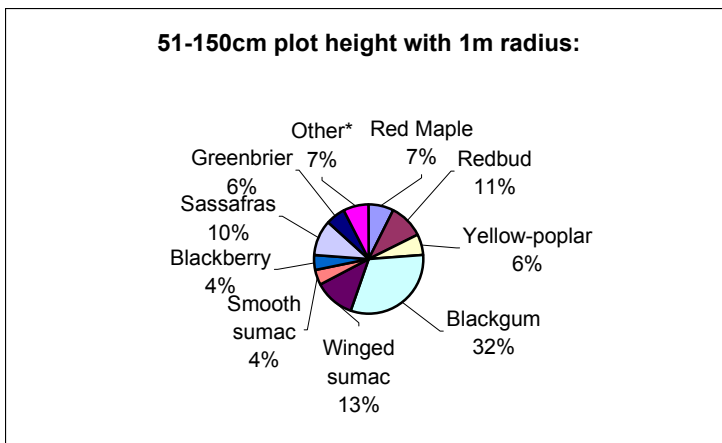 51-150cm plot height with 1m radius:
Other*
7%
Red Maple
7%
Redbud
11%
Yellow-poplar
6%
Blackgum
32%
Winged
sumac
13%
Smooth
sumac
4%
Blackberry
4%
Sassafras
10%
Greenbrier
6%